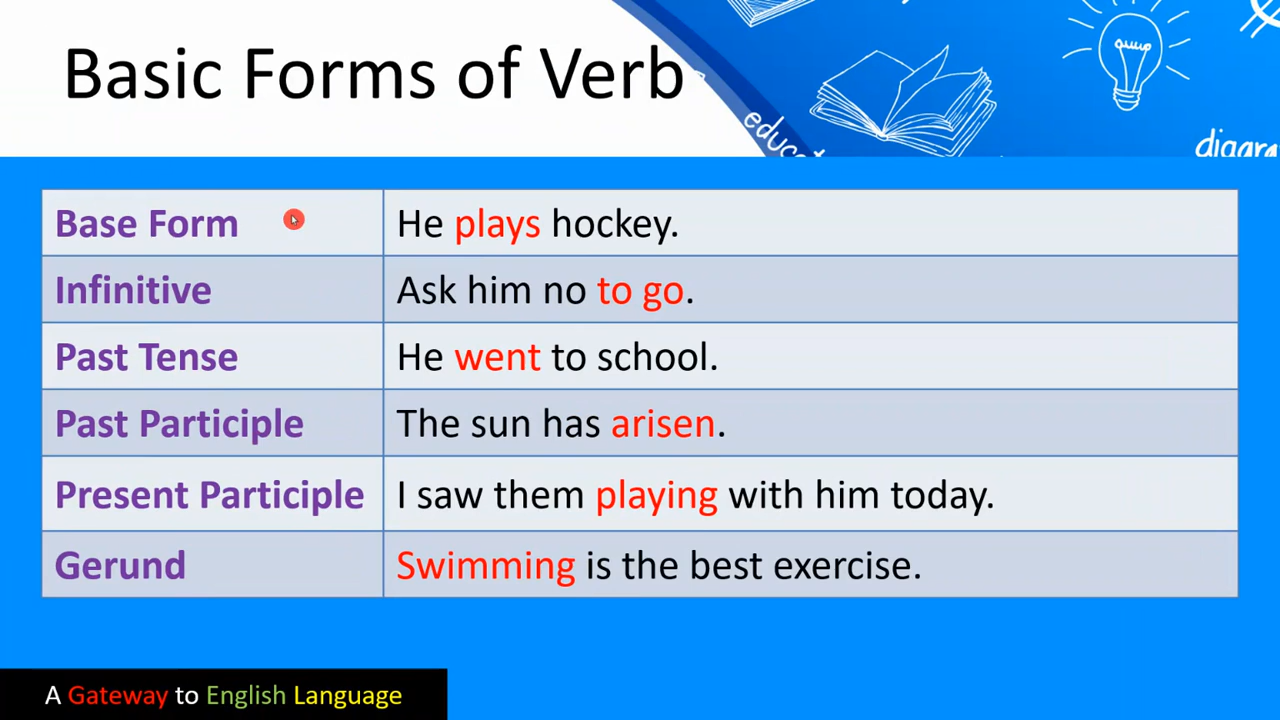 Basic Forms of Verb
diagra
Base Form He plays hockey.
Infinitive Ask him no to go.
Past Tense He went to school.
Past Participle The sun has arisen.
Present Participle I saw them playing with him today.
Gerund Swimming is the best exercise.
A Gateway to English Language